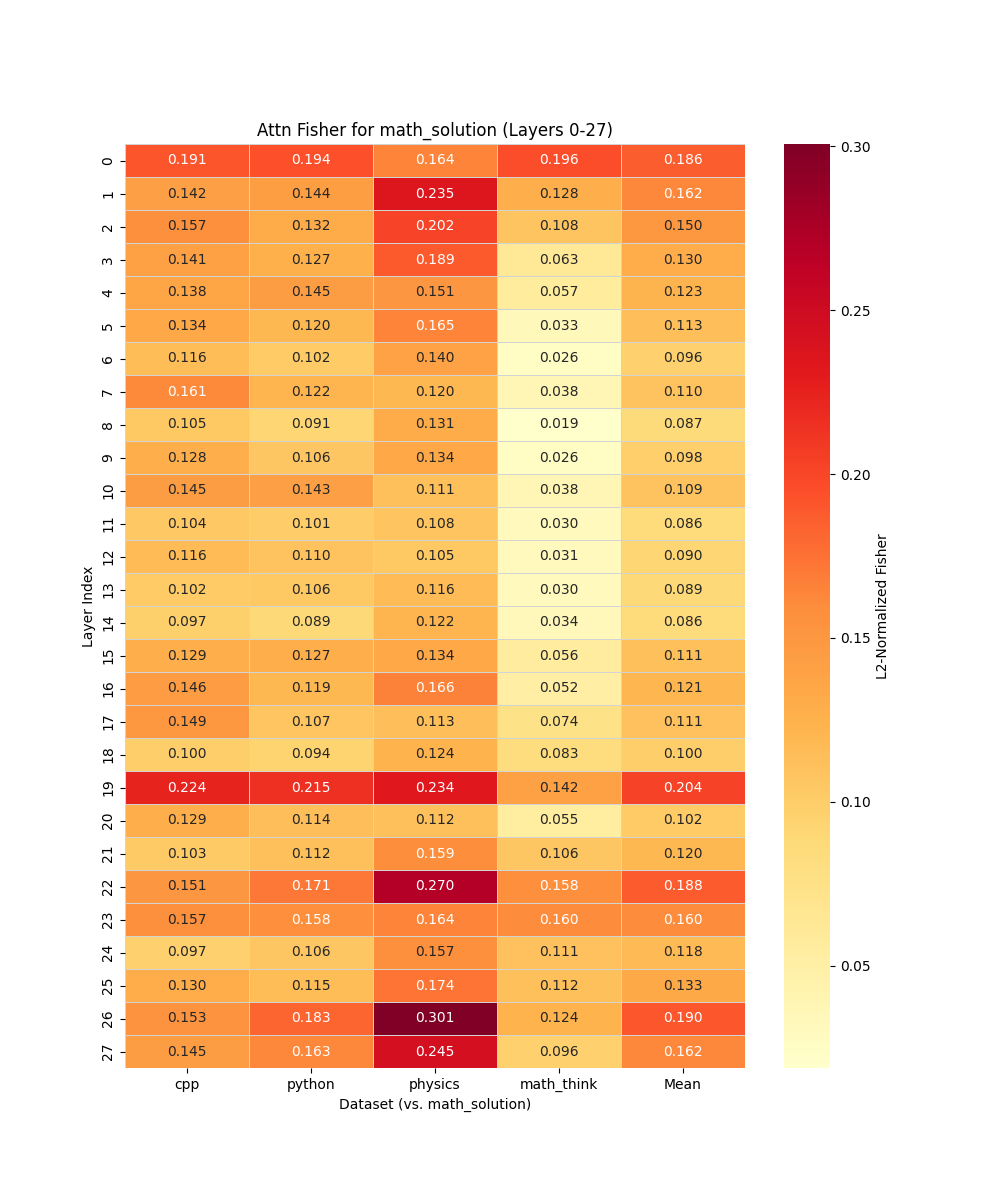 Attn Fisher for math_solution (Layers 0-27)
0 0.191 0.194 0.164 0.196 0.186
1 0.142 0.144 0.235 0.128 0.162
2 0.157 0.132 0.202 0.108 0.150
3 0.141 0.127 0.189 0.063 0.130
4 0.138 0.145 0.151 0.057 0.123
5 0.134 0.120 0.165 0.033 0.113
6 0.116 0.102 0.140 0.026 0.096
7 0.161 0.122 0.120 0.038 0.110
8 0.105 0.091 0.131 0.019 0.087
9 0.128 0.106 0.134 0.026 0.098
10 0.145 0.143 0.111 0.038 0.109
11 0.104 0.101 0.108 0.030 0.086
12 0.116 0.110 0.105 0.031 0.090
13 0.102 0.106 0.116 0.030 0.089
14 0.097 0.089 0.122 0.034 0.086
15 0.129 0.127 0.134 0.056 0.111
16 0.146 0.119 0.166 0.052 0.121
17 0.149 0.107 0.113 0.074 0.111
18 0.100 0.094 0.124 0.083 0.100
19 0.224 0.215 0.234 0.142 0.204
20 0.129 0.114 0.112 0.055 0.102
21 0.103 0.112 0.159 0.106 0.120
22 0.151 0.171 0.270 0.158 0.188
23 0.157 0.158 0.164 0.160 0.160
24 0.097 0.106 0.157 0.111 0.118
25 0.130 0.115 0.174 0.112 0.133
26 0.153 0.183 0.301 0.124 0.190
27 0.145 0.163 0.245 0.096 0.162
cpp python physics math_think Mean
Dataset (vs. math_solution)
Layer Index
0.30
0.25
0.20
0.15
0.10
0.05
L2-Normalized Fisher